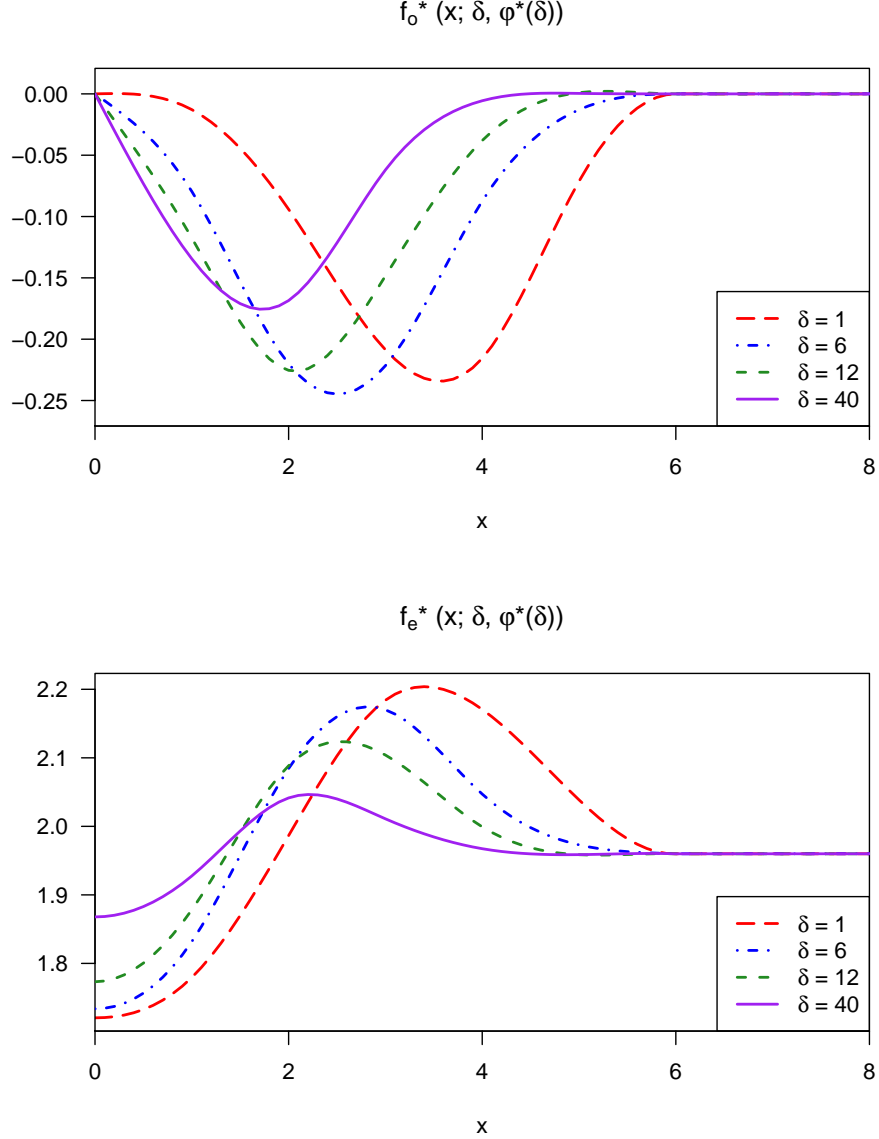 f_o* (x; δ, φ*(δ))
0.00
−0.05
−0.10
−0.15
−0.20
−0.25
δ = 1
δ = 6
δ = 12
δ = 40
0 2 4 6 8
x
f_e* (x; δ, φ*(δ))
2.2
2.1
2.0
1.9
1.8
δ = 1
δ = 6
δ = 12
δ = 40
0 2 4 6 8
x